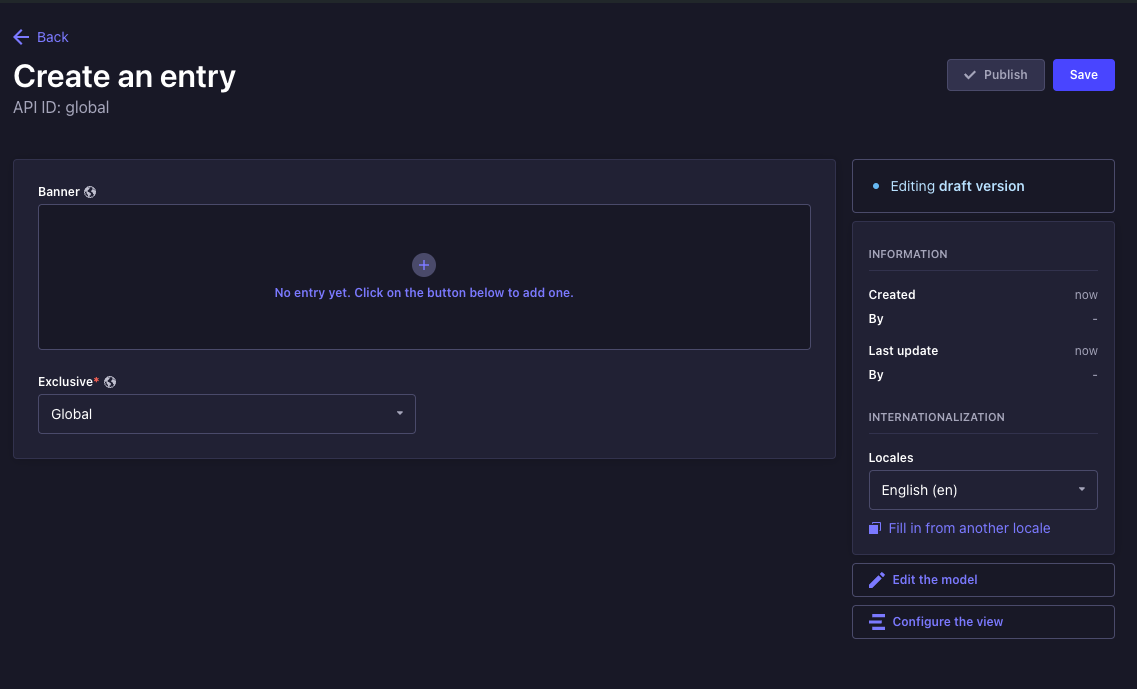 Back
Create an entry
API ID: global
Publish
Save
Banner
No entry yet. Click on the button below to add one.
Exclusive*
Global
Editing draft version
INFORMATION
Created now
By -
Last update now
By -
INTERNATIONALIZATION
Locales
English (en)
Fill in from another locale
Edit the model
Configure the view